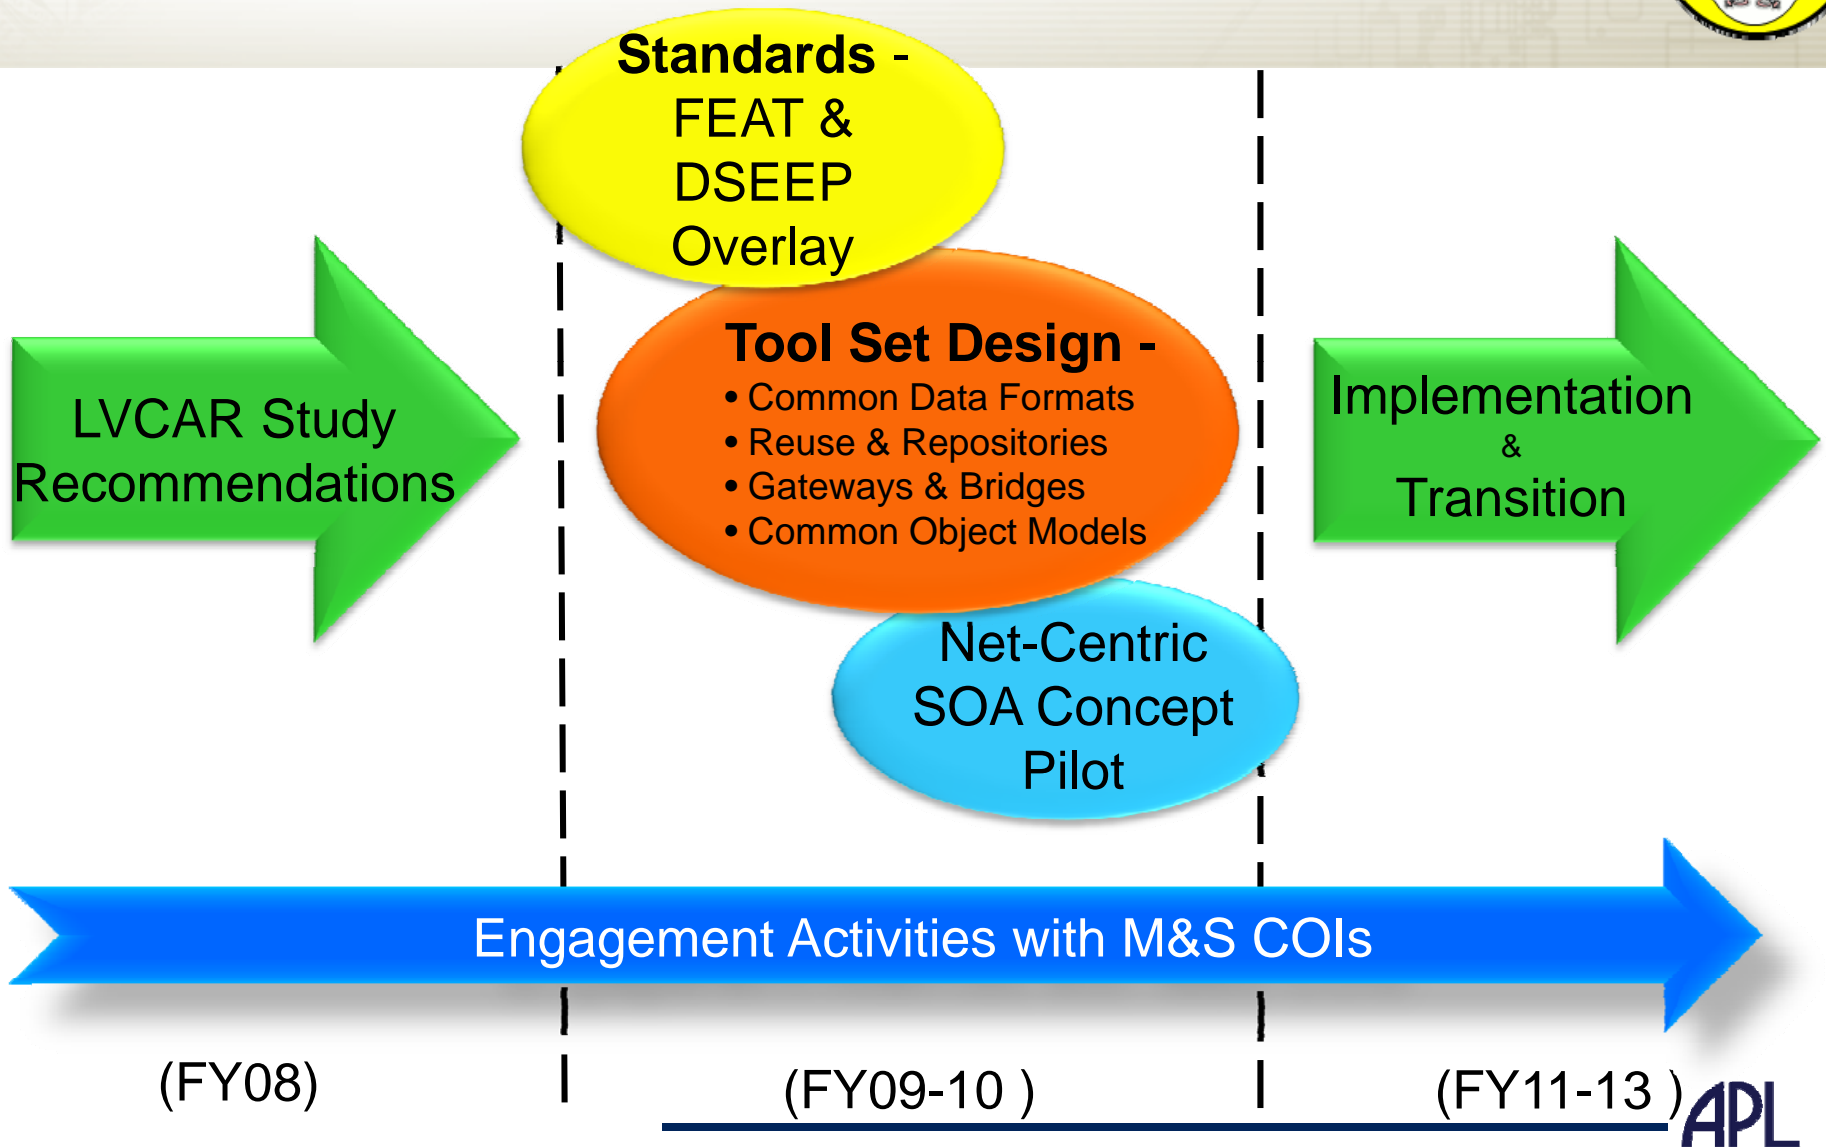 Standards -
FEAT &
DSEEP
Overlay
Tool Set Design -
• Common Data Formats
• Reuse & Repositories
• Gateways & Bridges
• Common Object Models
LVCAR Study
Recommendations
Implementation
&
Transition
Net-Centric
SOA Concept
Pilot
Engagement Activities with M&S COIs
(FY08)
(FY09-10 )
(FY11-13 )
APL